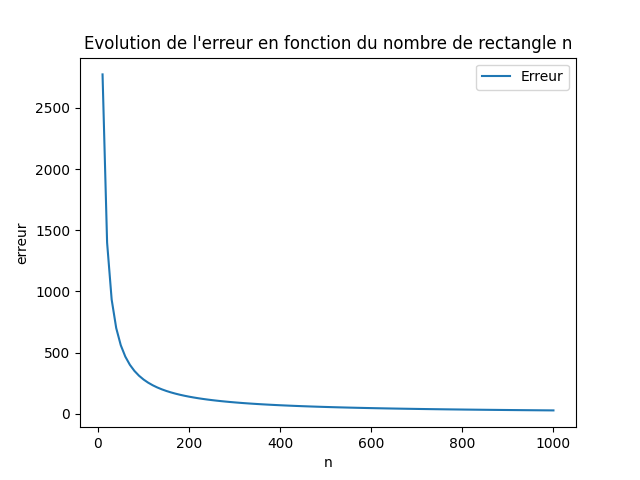 Evolution de l'erreur en fonction du nombre de rectangle n
Erreur
2500
2000
1500
1000
500
0
erreur
0 200 400 600 800 1000
n